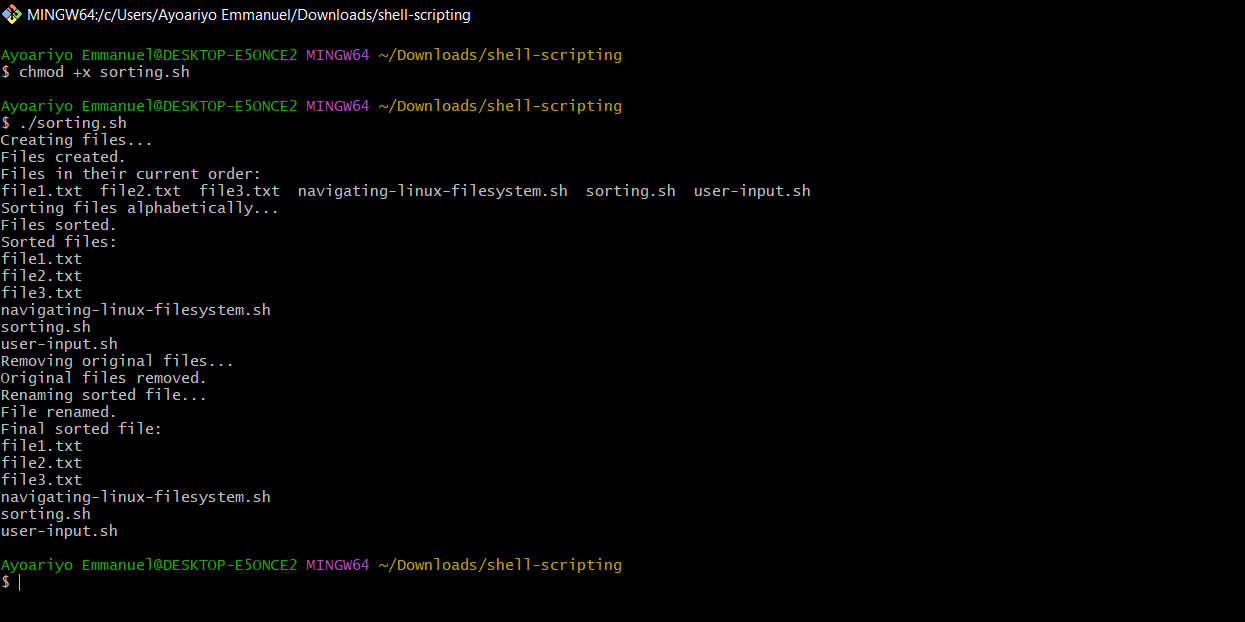 MINGW64:/c/Users/Ayoariyo Emmanuel/Downloads/shell-scripting
Ayoariyo Emmanuel@DESKTOP-E5ONCE2 MINGW64 ~/Downloads/shell-scripting
$ chmod +x sorting.sh
Ayoariyo Emmanuel@DESKTOP-E5ONCE2 MINGW64 ~/Downloads/shell-scripting
$ ./sorting.sh
Creating files...
Files created.
Files in their current order:
file1.txt  file2.txt  file3.txt  navigating-linux-filesystem.sh  sorting.sh  user-input.sh
Sorting files alphabetically...
Files sorted.
Sorted files:
file1.txt
file2.txt
file3.txt
navigating-linux-filesystem.sh
sorting.sh
user-input.sh
Removing original files...
Original files removed.
Renaming sorted file...
File renamed.
Final sorted file:
file1.txt
file2.txt
file3.txt
navigating-linux-filesystem.sh
sorting.sh
user-input.sh
Ayoariyo Emmanuel@DESKTOP-E5ONCE2 MINGW64 ~/Downloads/shell-scripting
$